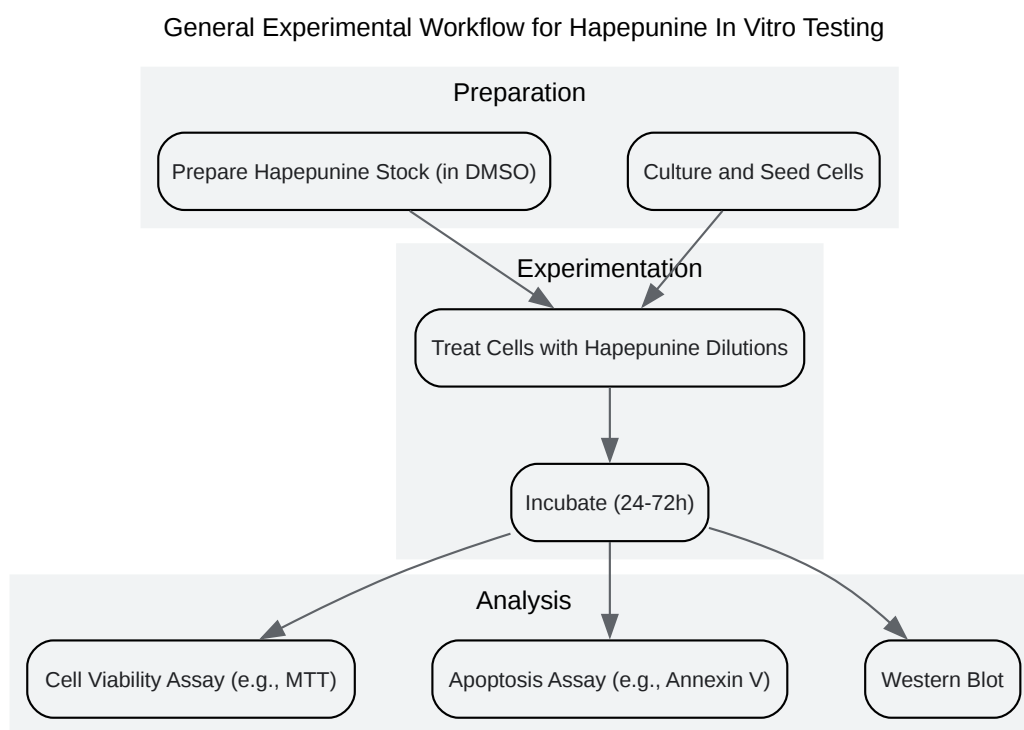 General Experimental Workflow for Hapepunine In Vitro Testing
Preparation
Prepare Hapepunine Stock (in DMSO)
Culture and Seed Cells
Experimentation
Treat Cells with Hapepunine Dilutions
Incubate (24-72h)
Analysis
Cell Viability Assay (e.g., MTT)
Apoptosis Assay (e.g., Annexin V)
Western Blot